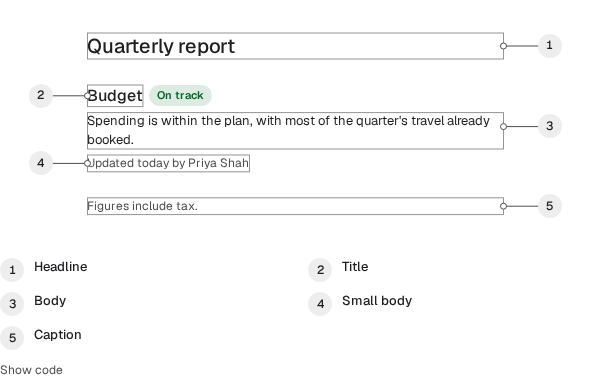 Quarterly report
1
2
Budget On track
Spending is within the plan, with most of the quarter's travel already
booked.
3
4
Updated today by Priya Shah
Figures include tax.
5
1 Headline
2 Title
3 Body
4 Small body
5 Caption
Show code